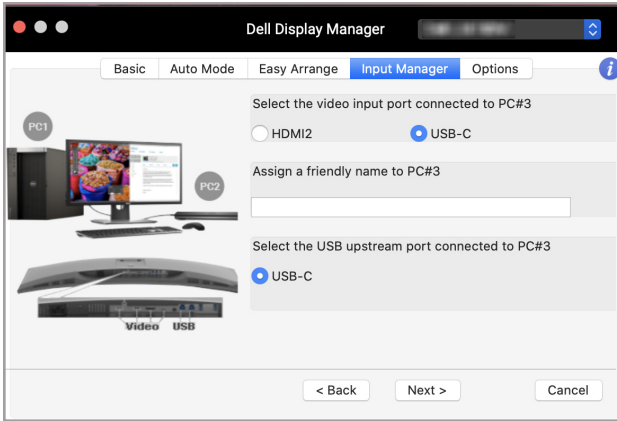 Dell Display Manager
Basic Auto Mode Easy Arrange Input Manager Options i
Select the video input port connected to PC#3
HDMI2 USB-C
Assign a friendly name to PC#3
Select the USB upstream port connected to PC#3
USB-C
PC1
PC2
Video USB
< Back Next > Cancel